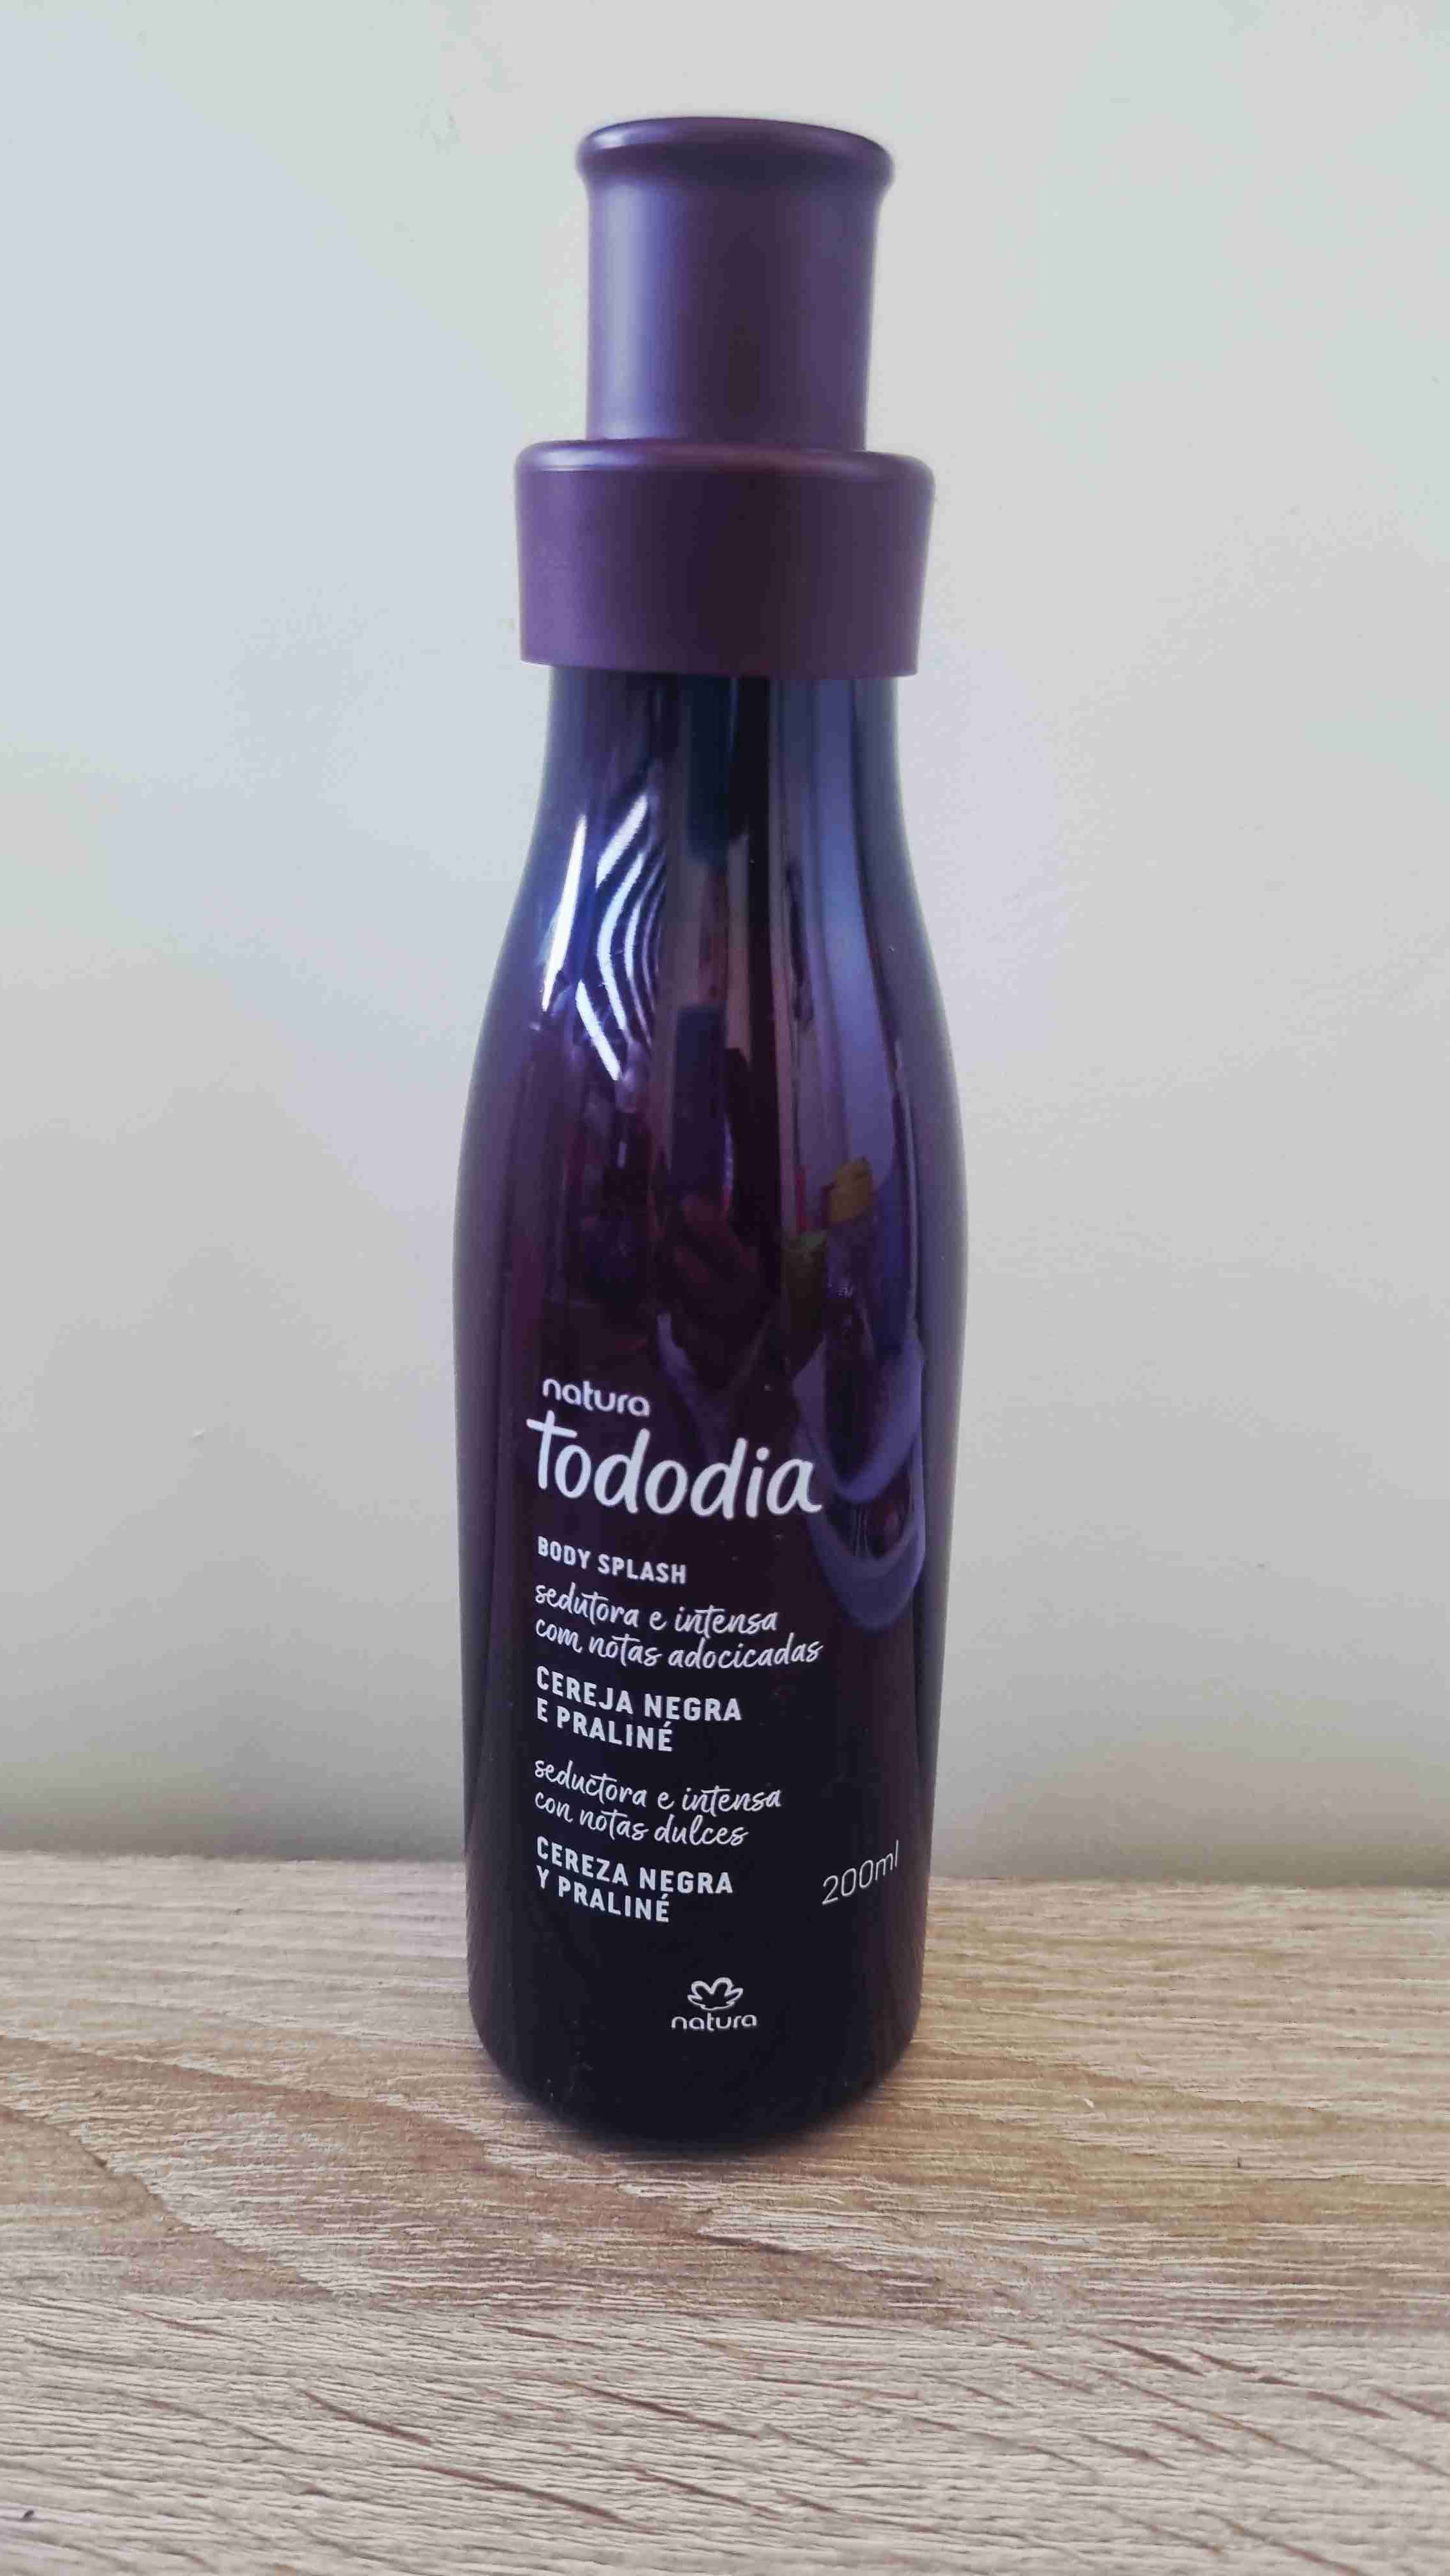 natura
tododia
BODY SPLASH
sedutora e intensa
com notas adocicadas
CEREJA NEGRA
E PRALINÉ
seductora e intensa
con notas dulces
CEREZA NEGRA
Y PRALINÉ
200ml
natura